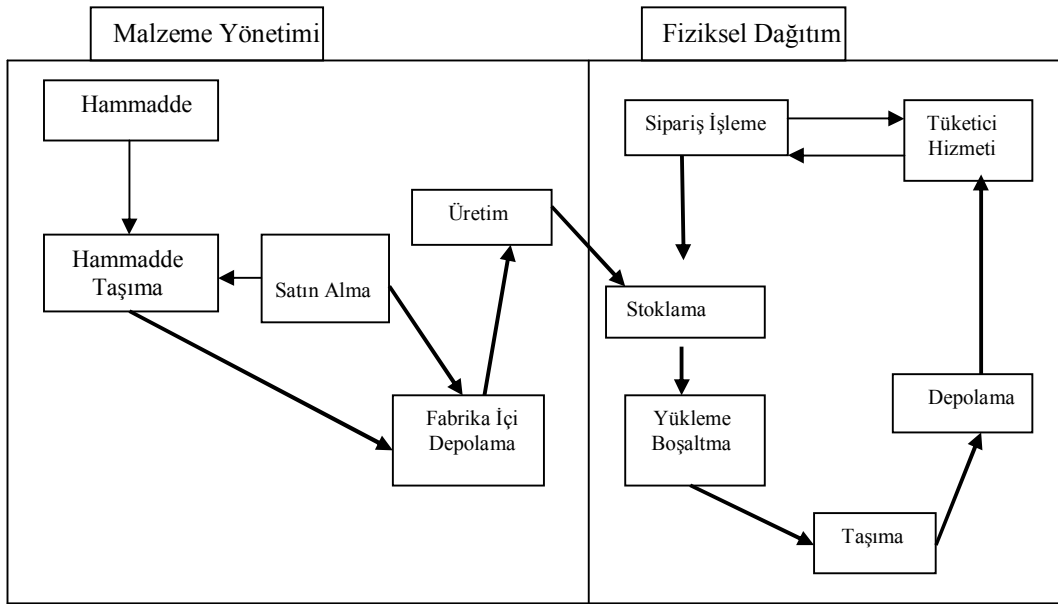 Malzeme Yönetimi
Fiziksel Dağıtım
Hammadde
Hammadde
Taşıma
Satın Alma
Üretim
Fabrika İçi
Depolama
Sipariş İşleme
Tüketici
Hizmeti
Stoklama
Yükleme
Boşaltma
Depolama
Taşıma